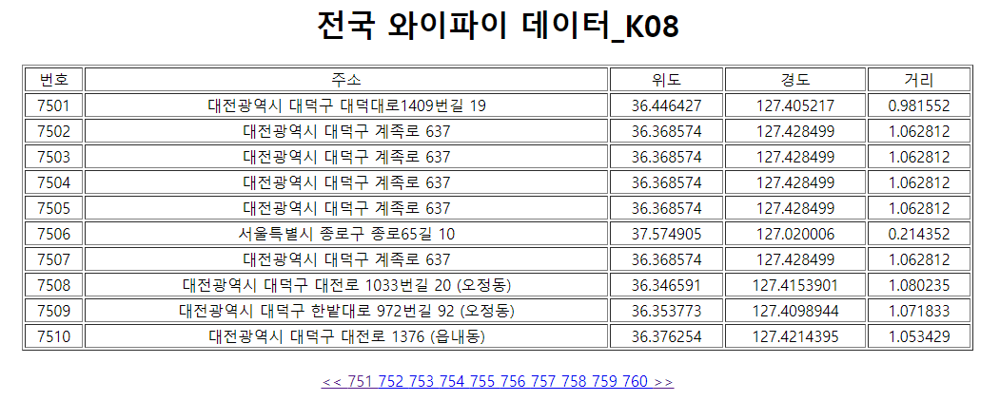 전국 와이파이 데이터_K08
번호 주소 위도 경도 거리
7501 대전광역시 대덕구 대덕대로1409번길 19 36.446427 127.405217 0.981552
7502 대전광역시 대덕구 계족로 637 36.368574 127.428499 1.062812
7503 대전광역시 대덕구 계족로 637 36.368574 127.428499 1.062812
7504 대전광역시 대덕구 계족로 637 36.368574 127.428499 1.062812
7505 대전광역시 대덕구 계족로 637 36.368574 127.428499 1.062812
7506 서울특별시 종로구 종로65길 10 37.574905 127.020006 0.214352
7507 대전광역시 대덕구 계족로 637 36.368574 127.428499 1.062812
7508 대전광역시 대덕구 대전로 1033번길 20 (오정동) 36.346591 127.4153901 1.080235
7509 대전광역시 대덕구 한밭대로 972번길 92 (오정동) 36.353773 127.4098944 1.071833
7510 대전광역시 대덕구 대전로 1376 (읍내동) 36.376254 127.4214395 1.053429
<< 751 752 753 754 755 756 757 758 759 760 >>